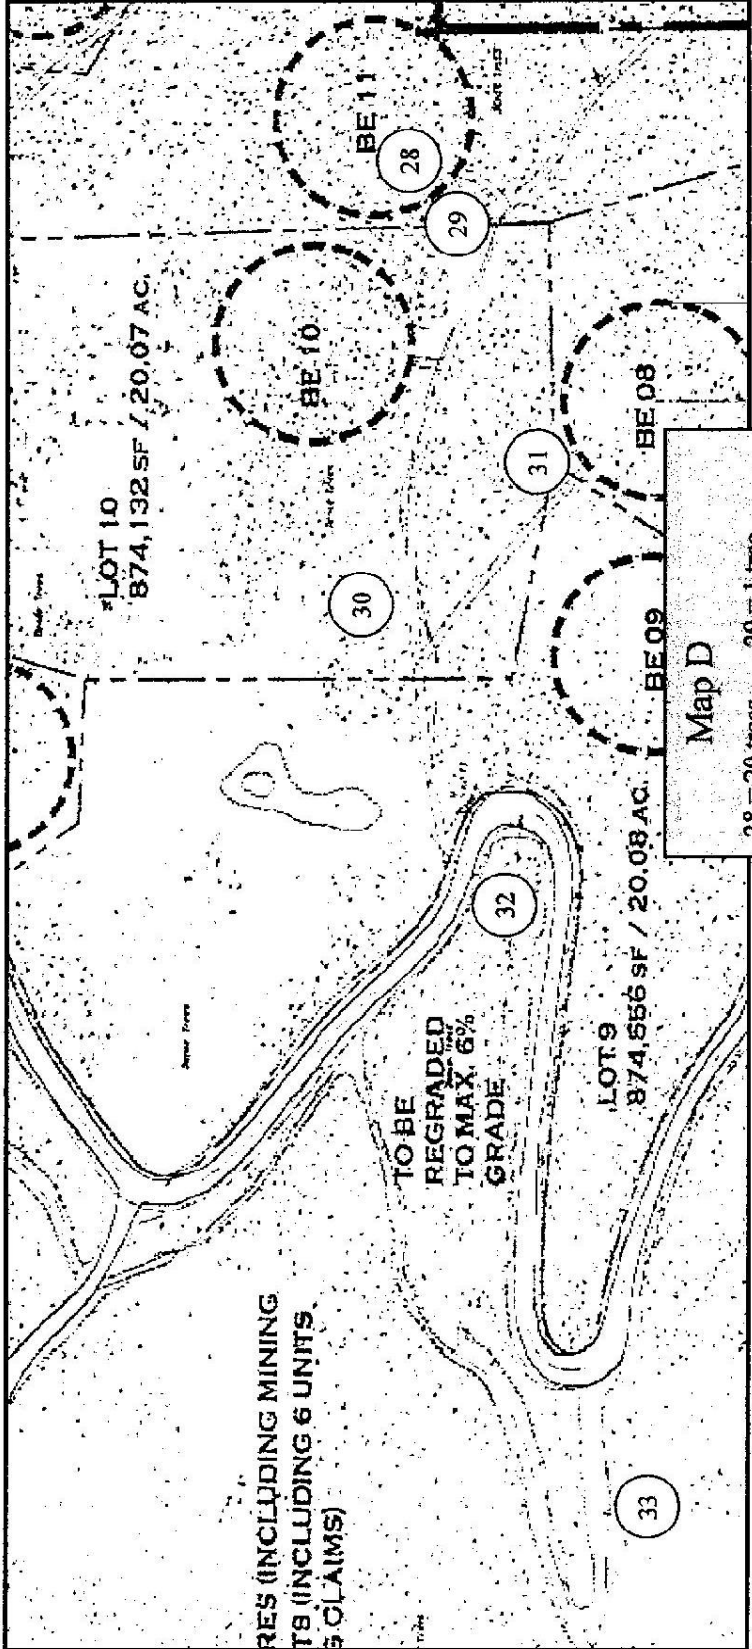 RES (INCLUDING MINING
TS (INCLUDING 6 UNITS,
G CLAIMS)
TO BE
REGRADED
TO MAX. 6%
GRADE
LOT 9
874,656 SF / 20.08 AC.
LOT 10
874,132 SF / 20.07 AC.
BE 11
BE 10
BE 08
BE 09
28
29
30
31
32
33
Map D
Trees